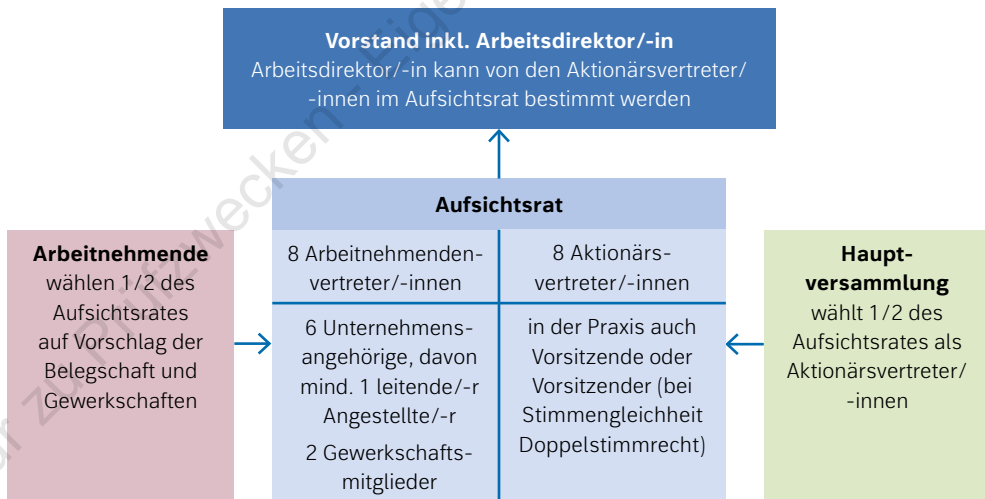 Vorstand inkl. Arbeitsdirektor/-in
Arbeitsdirektor/-in kann von den Aktionärsvertreter/
-innen im Aufsichtsrat bestimmt werden
Aufsichtsrat
Arbeitnehmende
wählen 1/2 des
Aufsichtsrates
auf Vorschlag der
Belegschaft und
Gewerkschaften
8 Arbeitnehmenden-
vertreter/-innen
6 Unternehmens-
angehörige, davon
mind. 1 leitende/-r
Angestellte/-r
2 Gewerkschafts-
mitglieder
8 Aktionärs-
vertreter/-innen
in der Praxis auch
Vorsitzende oder
Vorsitzender (bei
Stimmengleichheit
Doppelstimmrecht)
Haupt-
versammlung
wählt 1/2 des
Aufsichtsrates als
Aktionärsvertreter/
-innen
zu Prüfzwecken -